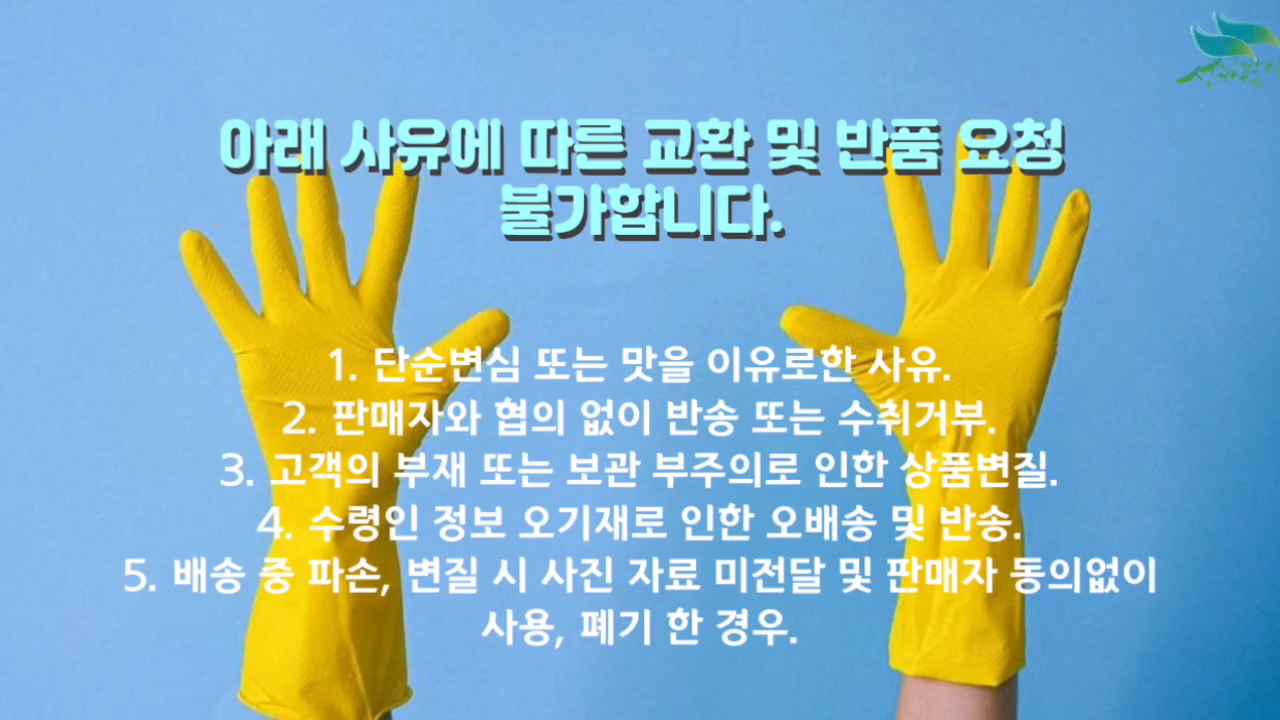 아래 사유에 따른 교환 및 반품 요청
불가합니다.
1. 단순변심 또는 맛을 이유로한 사유.
2. 판매자와 협의 없이 반송 또는 수취거부.
3. 고객의 부재 또는 보관 부주의로 인한 상품변질.
4. 수령인 정보 오기재로 인한 오배송 및 반송.
5. 배송 중 파손, 변질 시 사진 자료 미전달 및 판매자 동의없이
사용, 폐기 한 경우.